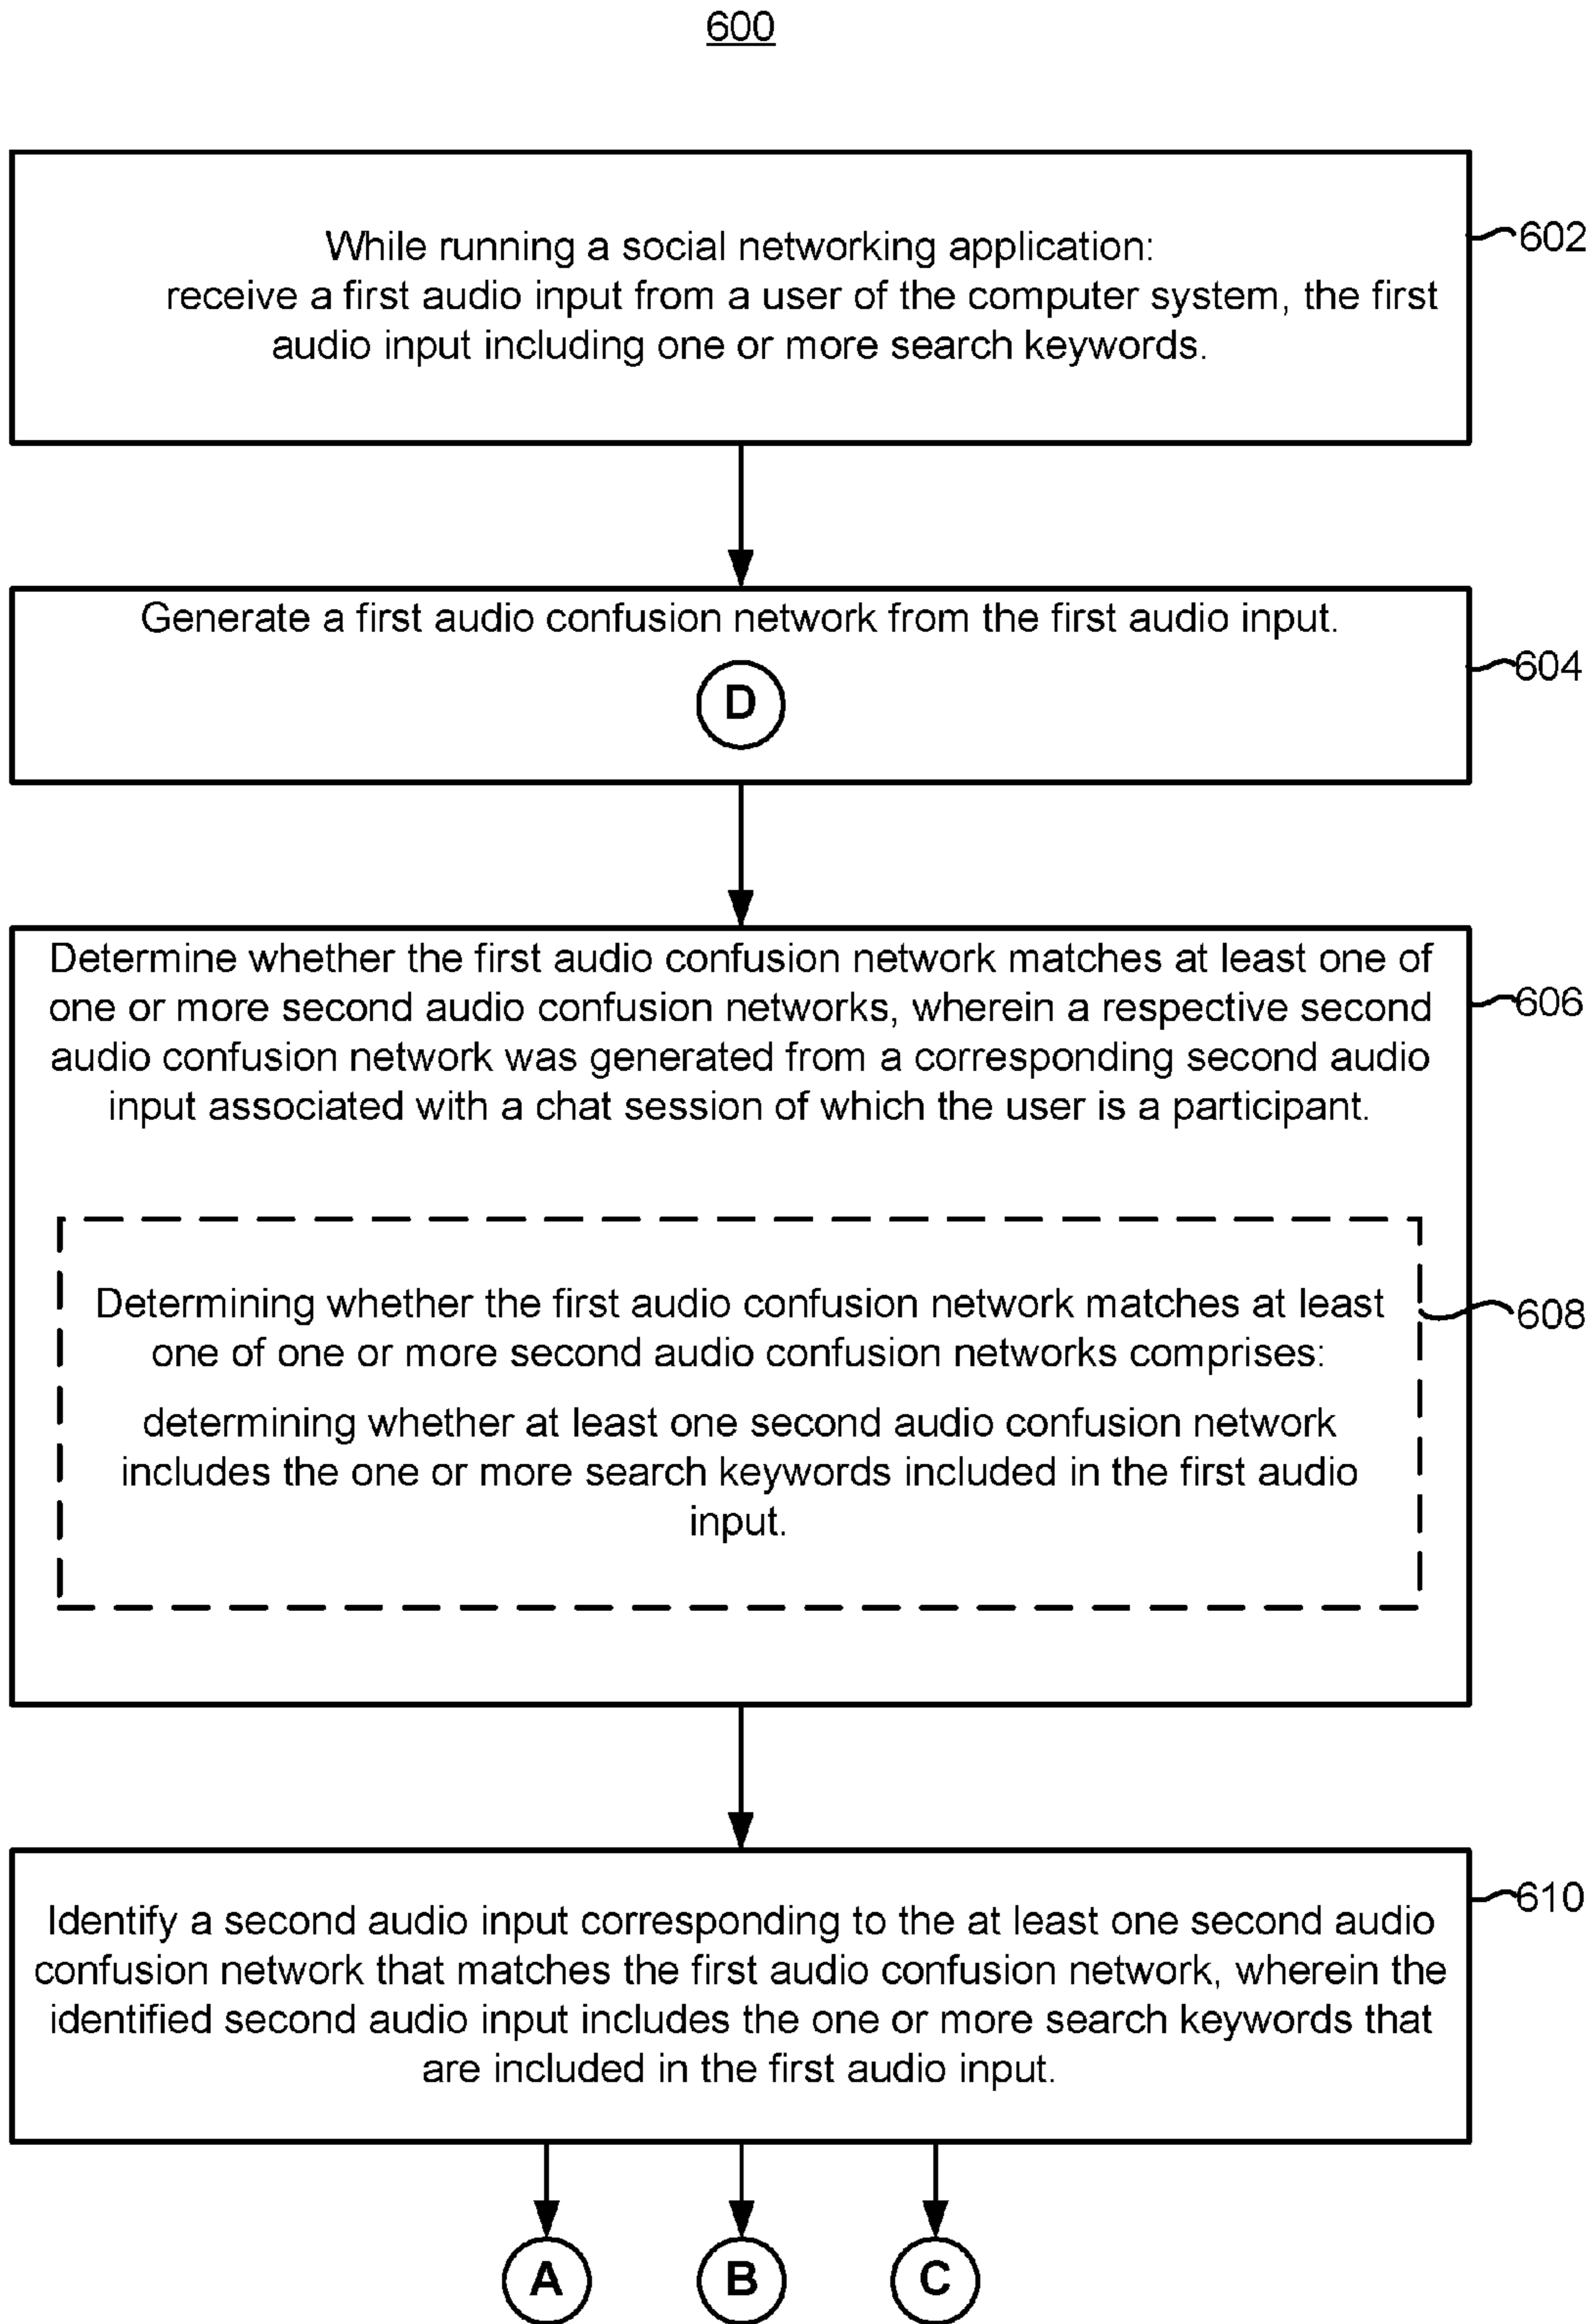 600
While running a social networking application:
receive a first audio input from a user of the computer system, the first
audio input including one or more search keywords.
602
Generate a first audio confusion network from the first audio input.
604
D
Determine whether the first audio confusion network matches at least one of
one or more second audio confusion networks, wherein a respective second
audio confusion network was generated from a corresponding second audio
input associated with a chat session of which the user is a participant.
606
Determining whether the first audio confusion network matches at least
one of one or more second audio confusion networks comprises:
determining whether at least one second audio confusion network
includes the one or more search keywords included in the first audio
input.
608
Identify a second audio input corresponding to the at least one second audio
confusion network that matches the first audio confusion network, wherein the
identified second audio input includes the one or more search keywords that
are included in the first audio input.
610
A
B
C